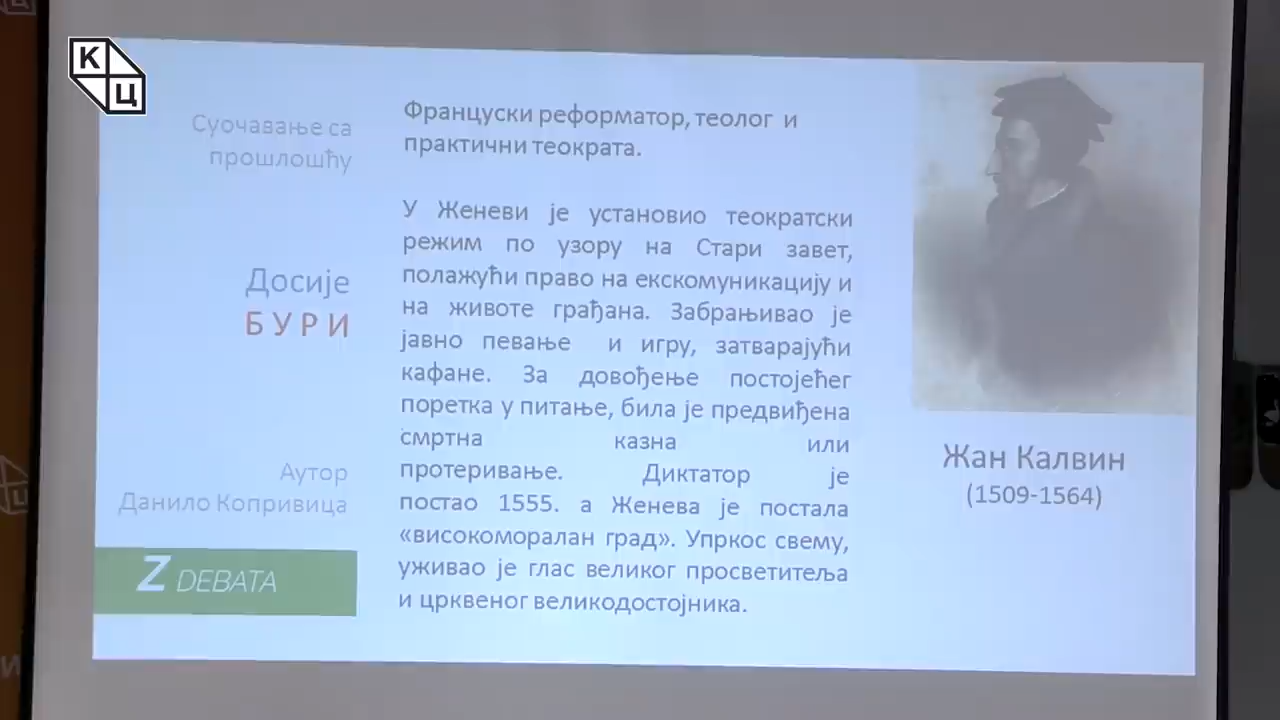 К
Ц
Суочавање са
прошлошћу
Досије
БУРИ
Аутор
Данило Копривица
Z DEBATA
Француски реформатор, теолог и
практични теократа.
У Женеви је установио теократски
режим по узору на Стари завет,
полажући право на екскомуникацију и
на животе грађана. Забрањивао је
јавно певање и игру, затварајући
кафане. За довођење постојећег
поретка у питање, била је предвиђена
смртна казна или
протеривање. Диктатор је
постао 1555. а Женева је постала
«високоморалан град». Упркос свему,
уживао је глас великог просветитеља
и црквеног великодостојника.
Жан Калвин
(1509-1564)